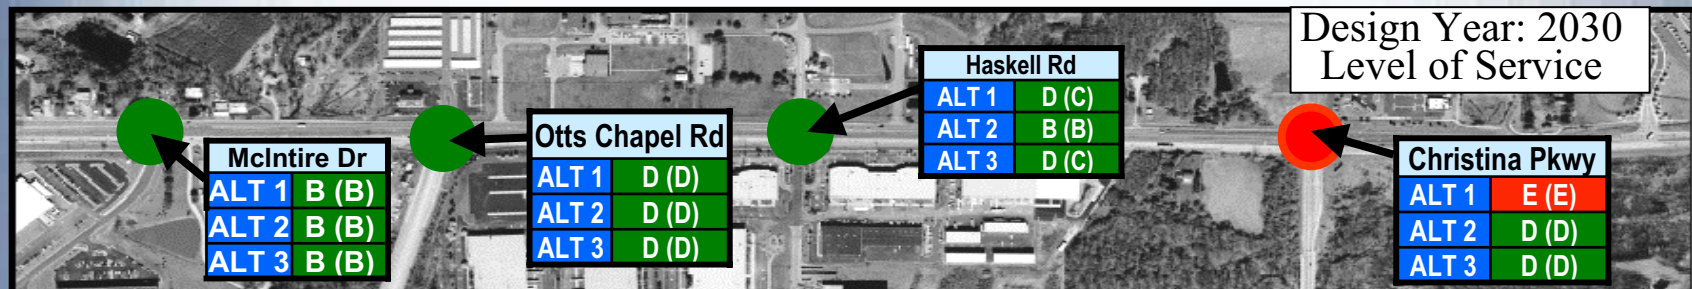 Design Year: 2030
Level of Service
McIntire Dr
ALT 1 B (B)
ALT 2 B (B)
ALT 3 B (B)
Otts Chapel Rd
ALT 1 D (D)
ALT 2 D (D)
ALT 3 D (D)
Haskell Rd
ALT 1 D (C)
ALT 2 B (B)
ALT 3 D (C)
Christina Pkwy
ALT 1 E (E)
ALT 2 D (D)
ALT 3 D (D)